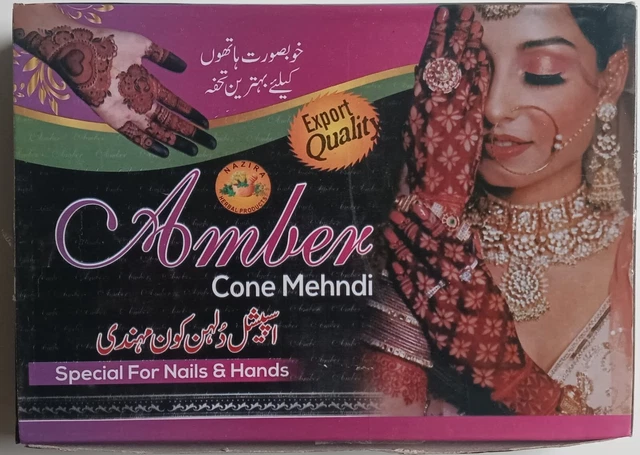 خوبصورت ہاتھوں
کیلئے بہترین تحفہ
Export
Quality
NAZIRA
HERBAL PRODUCTS
Amber
Cone Mehndi
اسپیشل دُلہن کون مہندی
Special For Nails & Hands